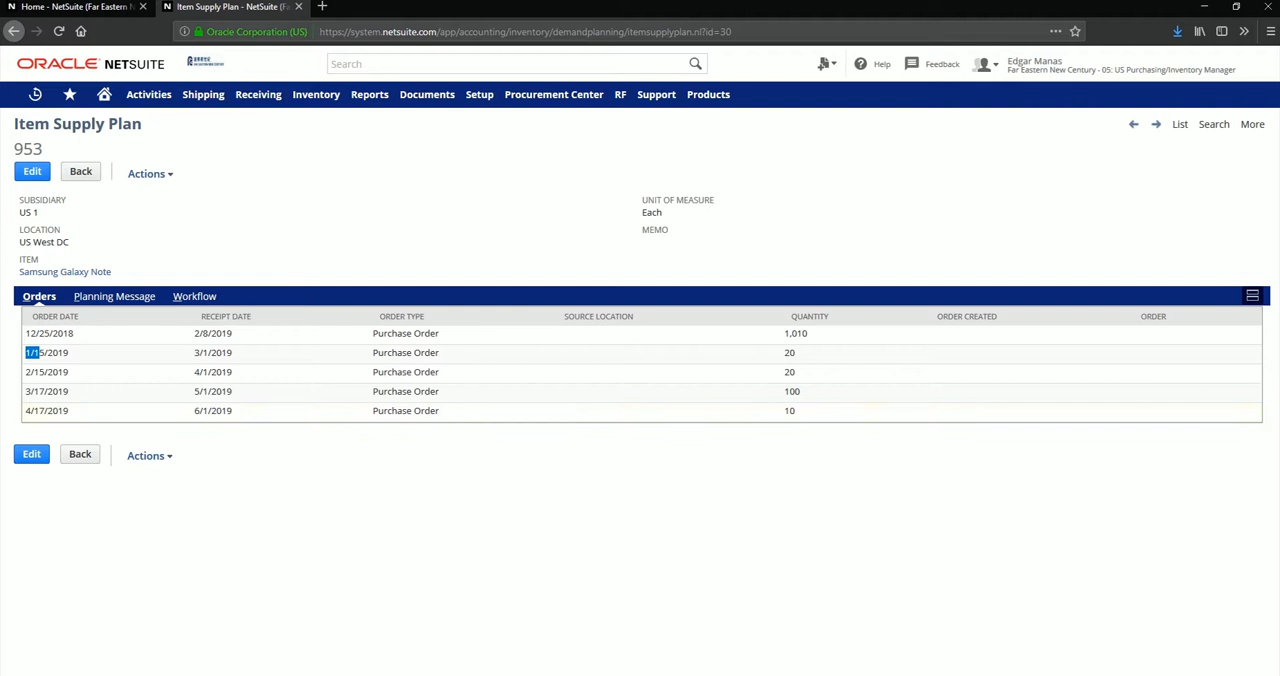 Home - NetSuite (Far Eastern N
Item Supply Plan - NetSuite (Fa
Oracle Corporation (US)
https://system.netsuite.com/app/accounting/inventory/demandplanning/itemsupplyplan.nl?id=30
ORACLE NETSUITE
Search
Help
Feedback
Edgar Manas
Far Eastern New Century - 05: US Purchasing/Inventory Manager
Activities Shipping Receiving Inventory Reports Documents Setup Procurement Center RF Support Products
Item Supply Plan
List Search More
953
Edit Back Actions
SUBSIDIARY
US 1
UNIT OF MEASURE
Each
LOCATION
US West DC
MEMO
ITEM
Samsung Galaxy Note
Orders Planning Message Workflow
ORDER DATE RECEIPT DATE ORDER TYPE SOURCE LOCATION QUANTITY ORDER CREATED ORDER
12/25/2018 2/8/2019 Purchase Order 1,010
1/15/2019 3/1/2019 Purchase Order 20
2/15/2019 4/1/2019 Purchase Order 20
3/17/2019 5/1/2019 Purchase Order 100
4/17/2019 6/1/2019 Purchase Order 10
Edit Back Actions